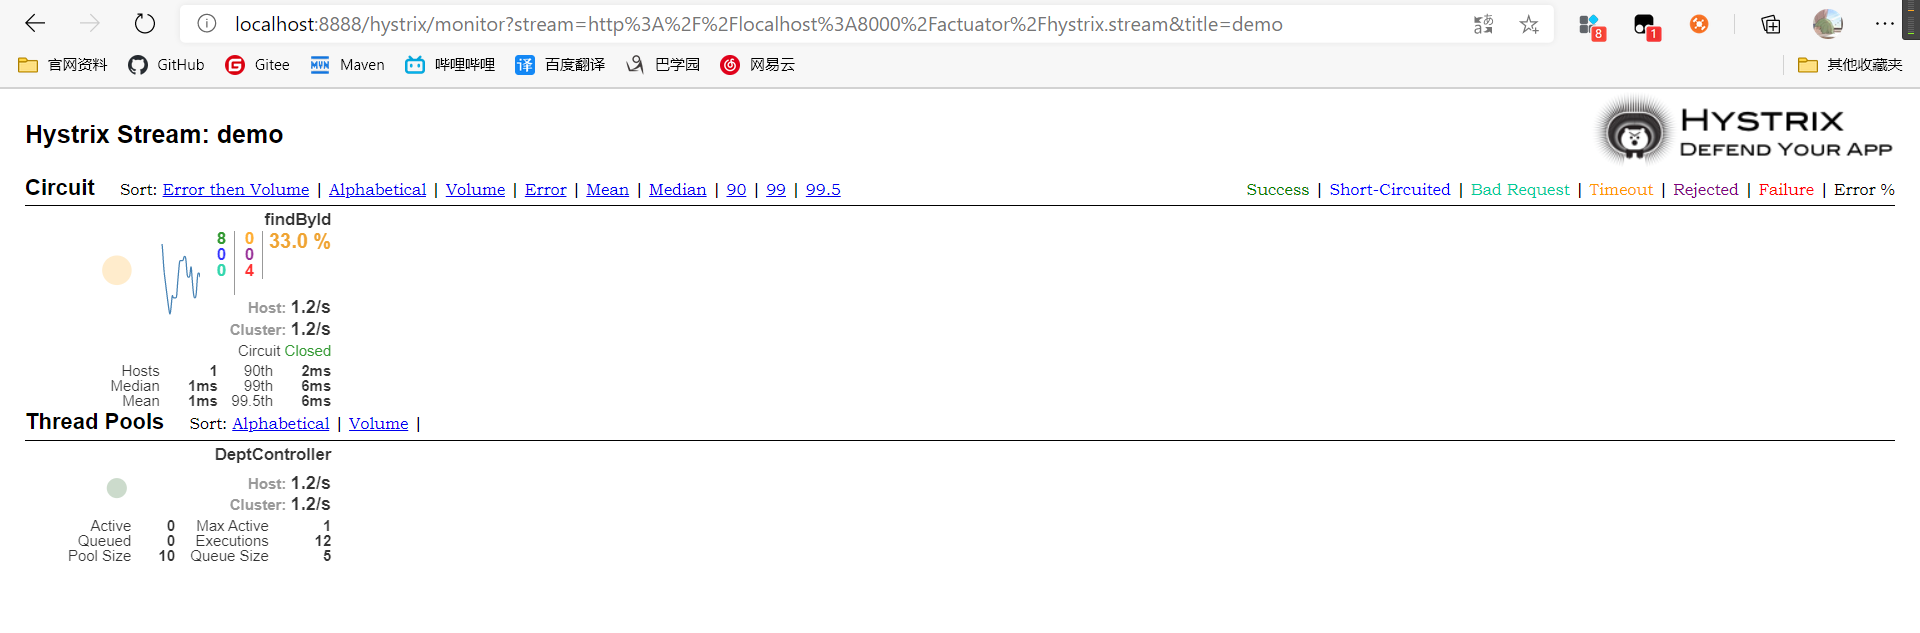 localhost:8888/hystrix/monitor?stream=http%3A%2F%2Flocalhost%3A8000%2Factuator%2Fhystrix.stream&title=demo
8 1
官网资料 GitHub Gitee Maven 哔哩哔哩 百度翻译 巴学园 网易云 其他收藏夹
Hystrix Stream: demo
HYSTRIX
DEFEND YOUR APP
Circuit Sort: Error then Volume | Alphabetical | Volume | Error | Mean | Median | 90 | 99 | 99.5
Success | Short-Circuited | Bad Request | Timeout | Rejected | Failure | Error %
findById
8 0 33.0 %
0 0
0 4
Host: 1.2/s
Cluster: 1.2/s
Circuit Closed
Hosts 1 90th 2ms
Median 1ms 99th 6ms
Mean 1ms 99.5th 6ms
Thread Pools Sort: Alphabetical | Volume |
DeptController
Host: 1.2/s
Cluster: 1.2/s
Active 0 Max Active 1
Queued 0 Executions 12
Pool Size 10 Queue Size 5